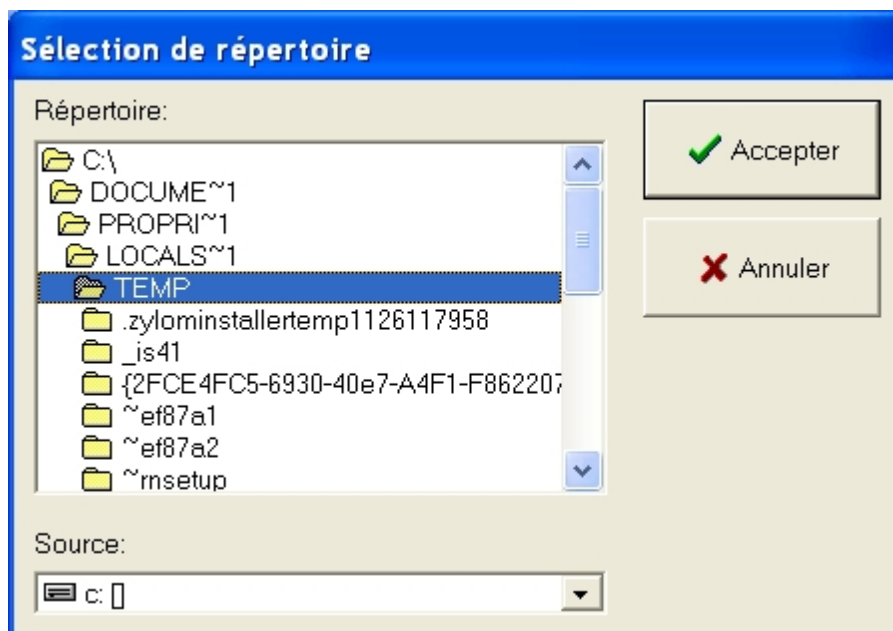 Sélection de répertoire
Répertoire:
C:\
DOCUME~1
PROPRI~1
LOCALS~1
TEMP
.zylominstallertemp1126117958
_is41
{2FCE4FC5-6930-40e7-A4F1-F862207
~ef87a1
~ef87a2
~rnsetup
Accepter
Annuler
Source:
c: []